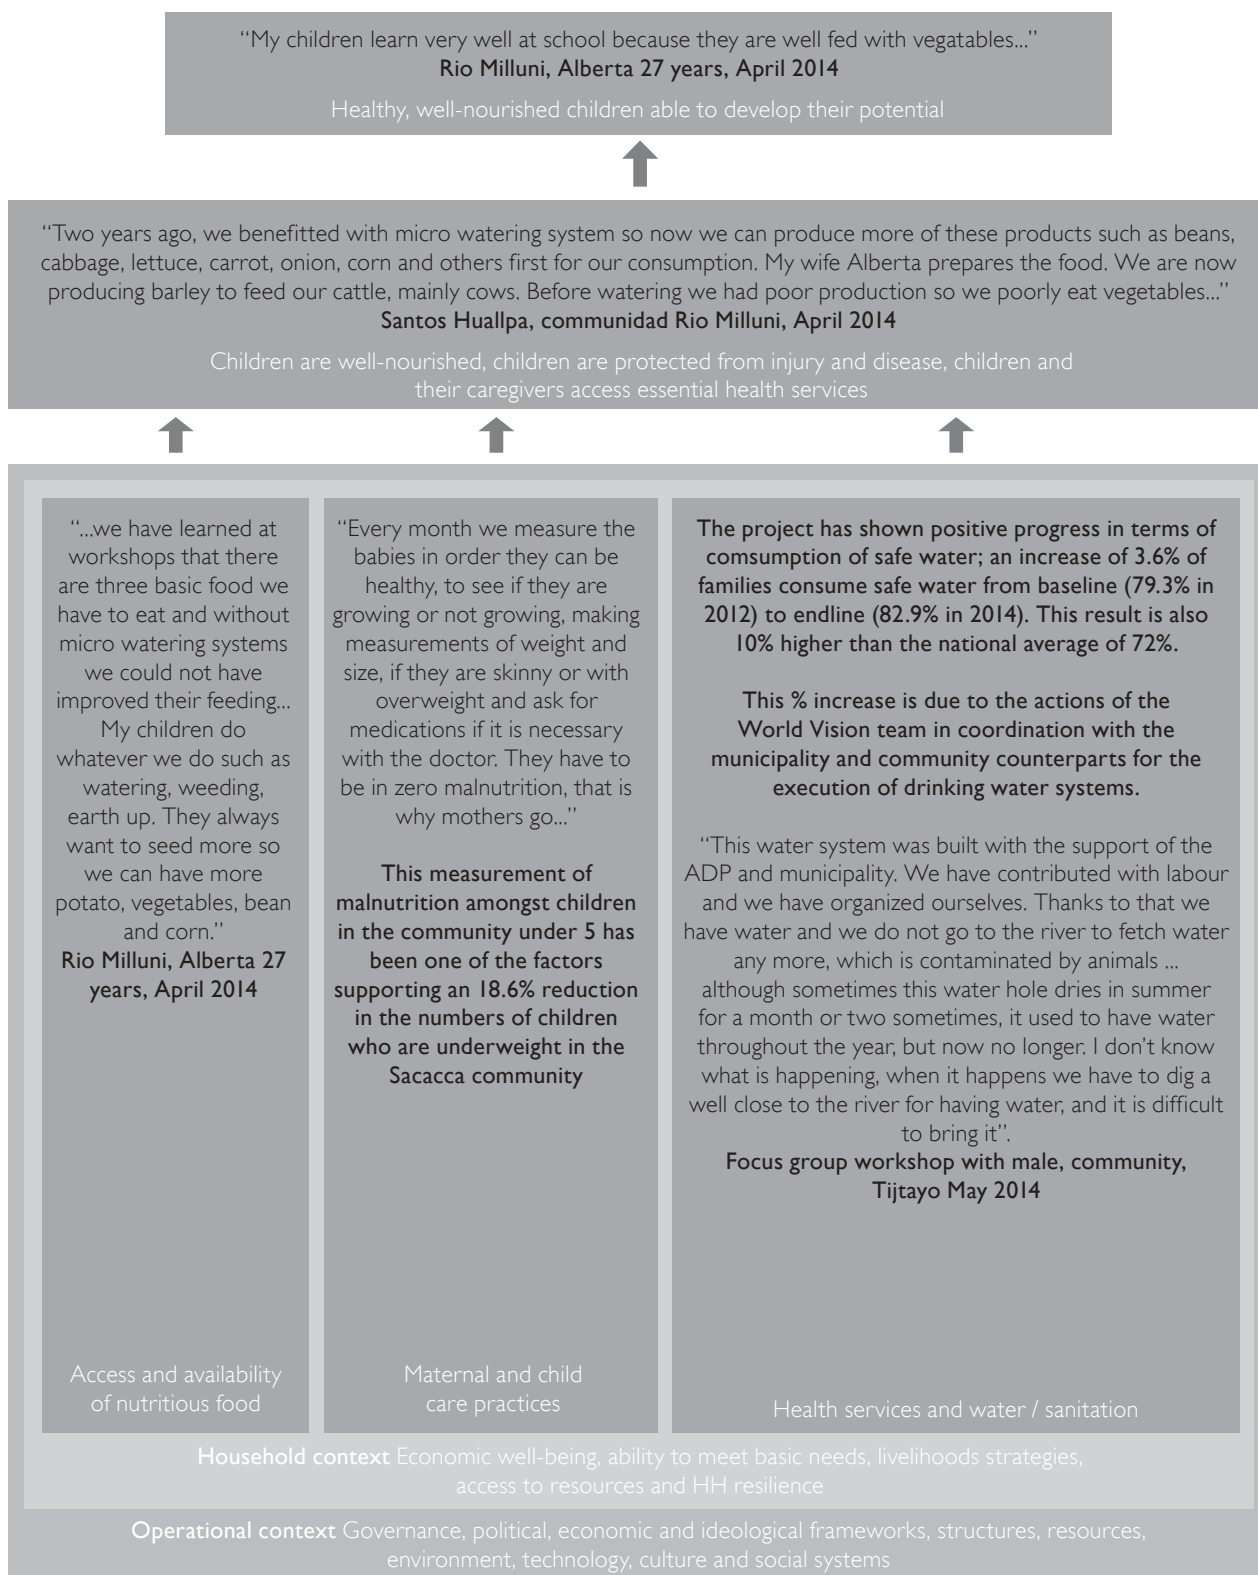 “My children learn very well at school because they are well fed with vegatables...”
Rio Milluni, Alberta 27 years, April 2014
Healthy, well-nourished children able to develop their potential
“Two years ago, we benefitted with micro watering system so now we can produce more of these products such as beans,
cabbage, lettuce, carrot, onion, corn and others first for our consumption. My wife Alberta prepares the food. We are now
producing barley to feed our cattle, mainly cows. Before watering we had poor production so we poorly eat vegetables...”
Santos Huallpa, communidad Rio Milluni, April 2014
Children are well-nourished, children are protected from injury and disease, children and
their caregivers access essential health services
“...we have learned at
workshops that there
are three basic food we
have to eat and without
micro watering systems
we could not have
improved their feeding...
My children do
whatever we do such as
watering, weeding,
earth up. They always
want to seed more so
we can have more
potato, vegetables, bean
and corn.”
Rio Milluni, Alberta 27
years, April 2014
Access and availability
of nutritious food
“Every month we measure the
babies in order they can be
healthy, to see if they are
growing or not growing, making
measurements of weight and
size, if they are skinny or with
overweight and ask for
medications if it is necessary
with the doctor. They have to
be in zero malnutrition, that is
why mothers go...”
This measurement of
malnutrition amongst children
in the community under 5 has
been one of the factors
supporting an 18.6% reduction
in the numbers of children
who are underweight in the
Sacacca community
Maternal and child
care practices
The project has shown positive progress in terms of
comsumption of safe water; an increase of 3.6% of
families consume safe water from baseline (79.3% in
2012) to endline (82.9% in 2014). This result is also
10% higher than the national average of 72%.
This % increase is due to the actions of the
World Vision team in coordination with the
municipality and community counterparts for the
execution of drinking water systems.
“This water system was built with the support of the
ADP and municipality. We have contributed with labour
and we have organized ourselves. Thanks to that we
have water and we do not go to the river to fetch water
any more, which is contaminated by animals ...
although sometimes this water hole dries in summer
for a month or two sometimes, it used to have water
throughout the year, but now no longer. I don’t know
what is happening, when it happens we have to dig a
well close to the river for having water, and it is difficult
to bring it”.
Focus group workshop with male, community,
Tijtayo May 2014
Health services and water / sanitation
Household context Economic well-being, ability to meet basic needs, livelihoods strategies,
access to resources and HH resilience
Operational context Governance, political, economic and ideological frameworks, structures, resources,
environment, technology, culture and social systems